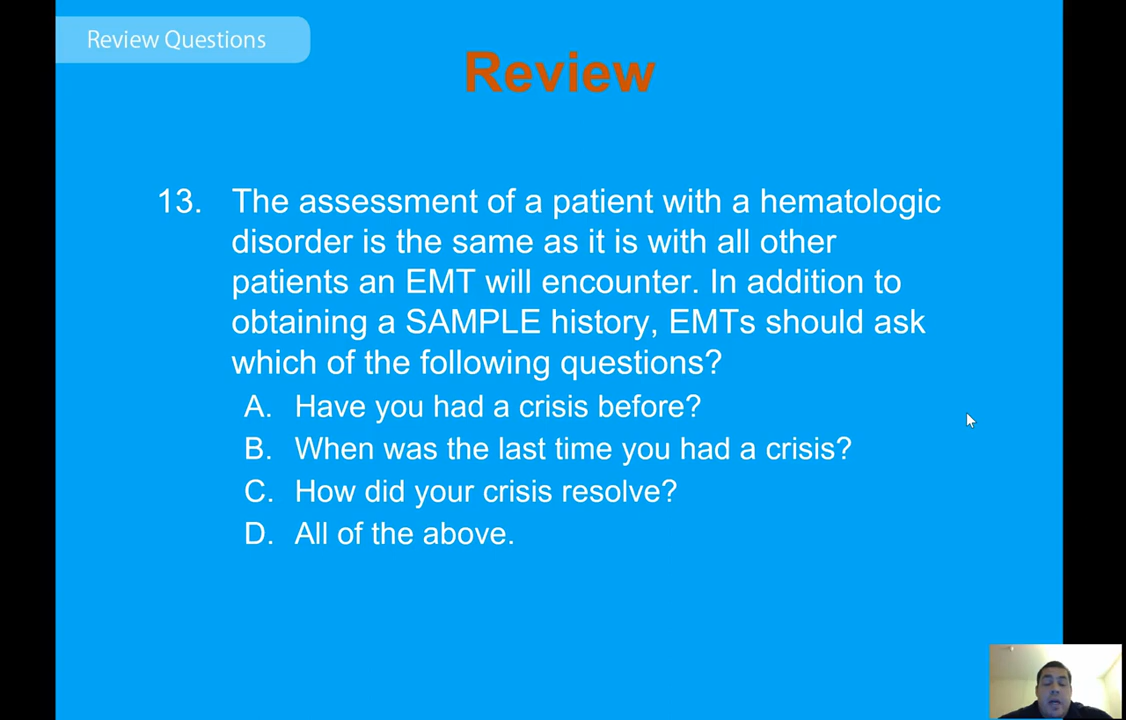 Review Questions
Review
13. The assessment of a patient with a hematologic
disorder is the same as it is with all other
patients an EMT will encounter. In addition to
obtaining a SAMPLE history, EMTs should ask
which of the following questions?
A. Have you had a crisis before?
B. When was the last time you had a crisis?
C. How did your crisis resolve?
D. All of the above.